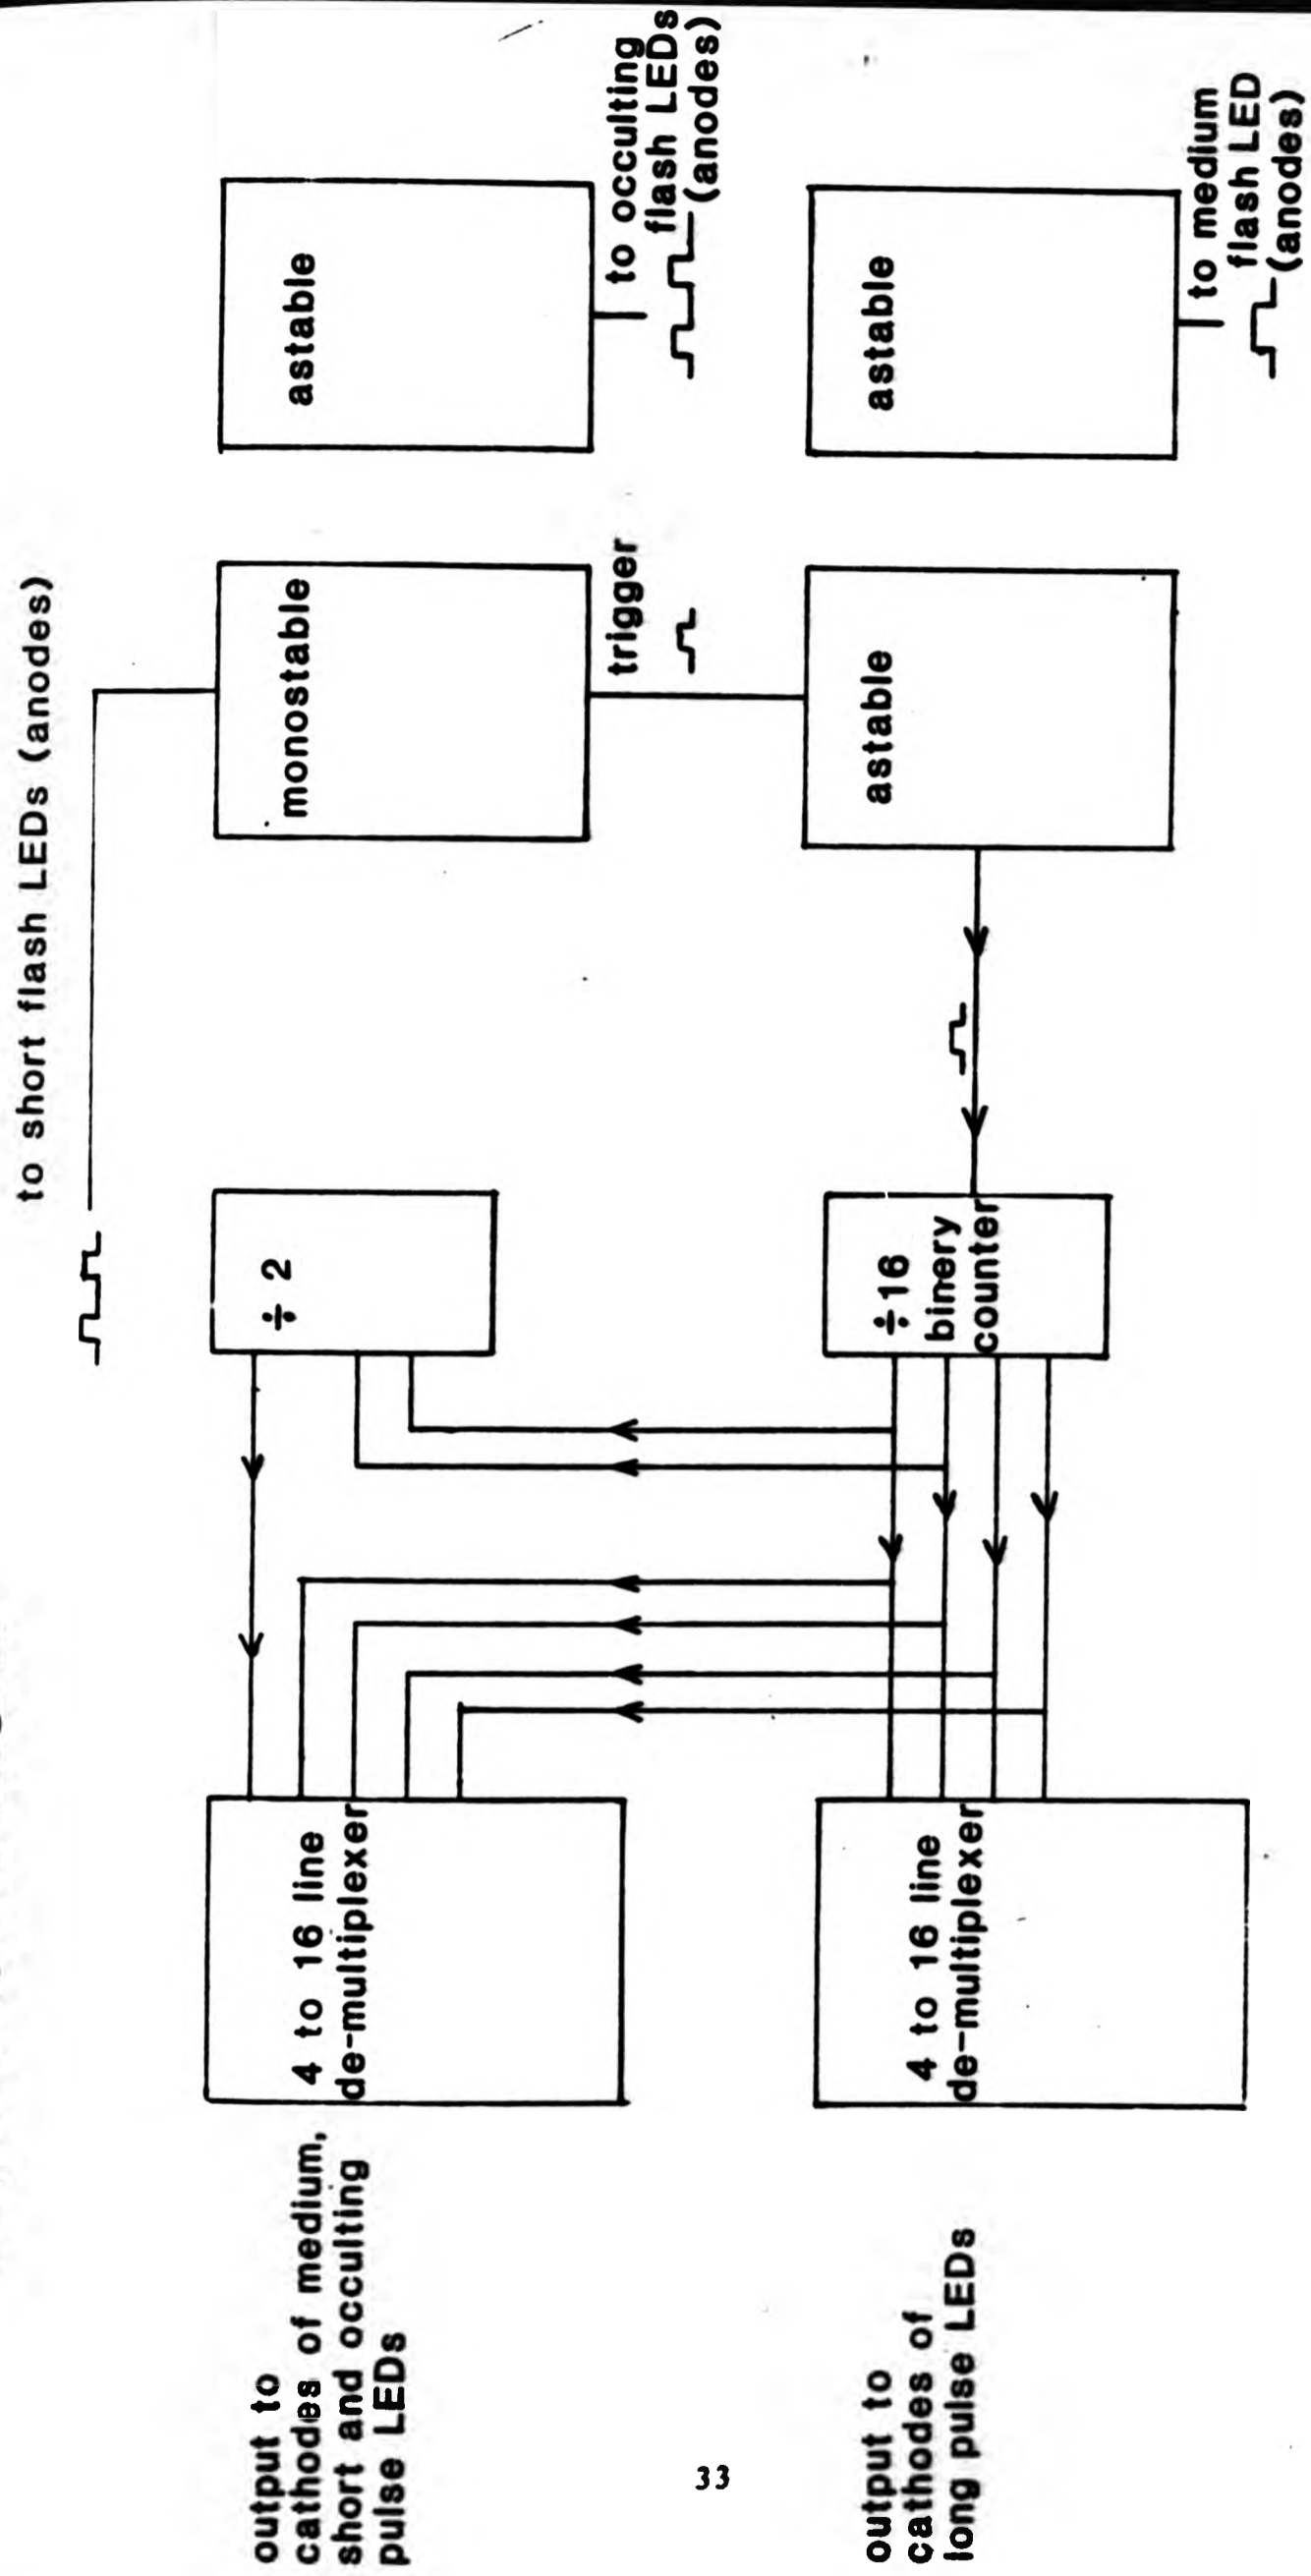 to short flash LEDs (anodes)
output to
cathodes of medium,
short and occulting
pulse LEDs
4 to 16 line
de-multiplexer
÷ 2
monostable
astable
trigger
to occulting
flash LEDs
(anodes)
output to
cathodes of
long pulse LEDs
4 to 16 line
de-multiplexer
÷16
binery
counter
astable
astable
to medium
flash LED
(anodes)
33